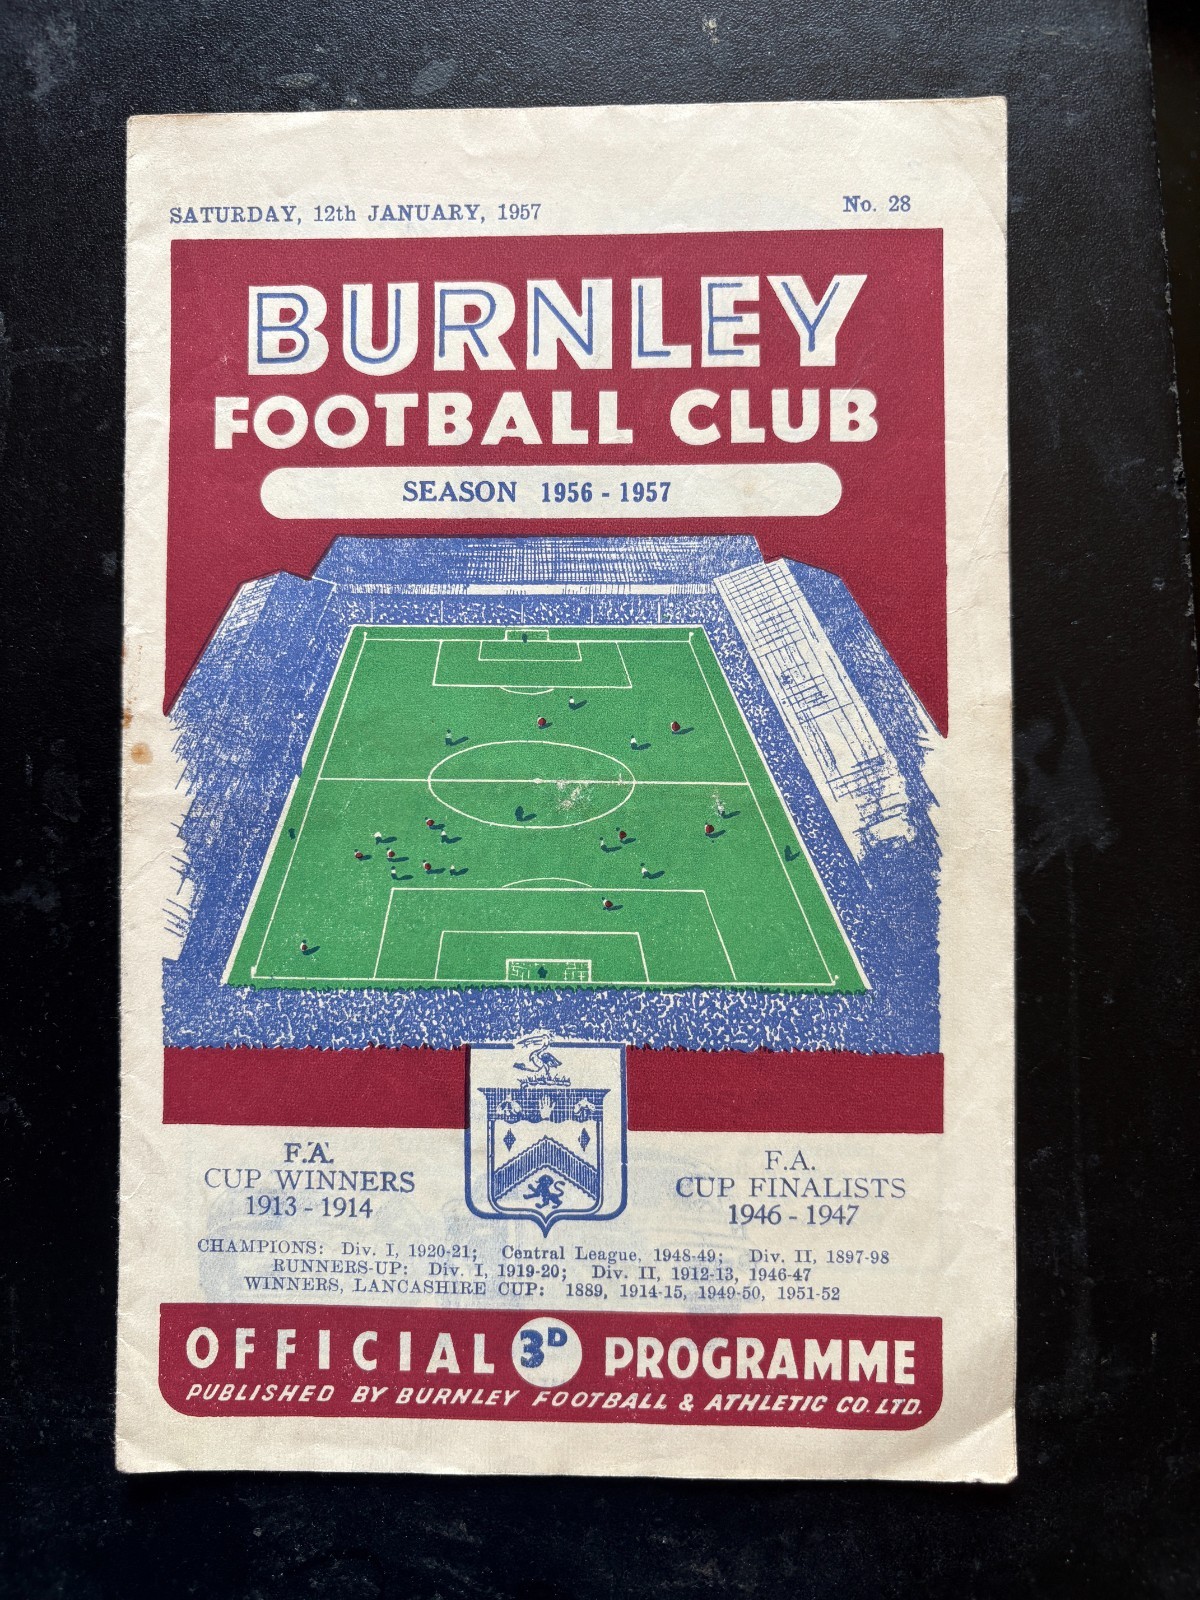 SATURDAY, 12th JANUARY, 1957
No. 28
BURNLEY
FOOTBALL CLUB
SEASON 1956 - 1957
F.A.
CUP WINNERS
1913 - 1914
F.A.
CUP FINALISTS
1946 - 1947
CHAMPIONS: Div. I, 1920-21; Central League, 1948-49; Div. II, 1897-98
RUNNERS-UP: Div. I, 1919-20; Div. II, 1912-13, 1946-47
WINNERS, LANCASHIRE CUP: 1889, 1914-15, 1949-50, 1951-52
OFFICIAL 3D PROGRAMME
PUBLISHED BY BURNLEY FOOTBALL & ATHLETIC CO. LTD.